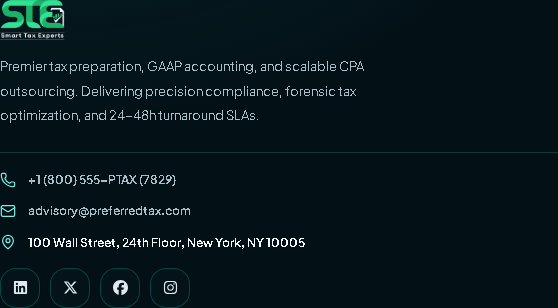 STE
Smart Tax Experts
Premier tax preparation, GAAP accounting, and scalable CPA
outsourcing. Delivering precision compliance, forensic tax
optimization, and 24–48h turnaround SLAs.
+1 (800) 555-PTAX (7829)
advisory@preferredtax.com
100 Wall Street, 24th Floor, New York, NY 10005